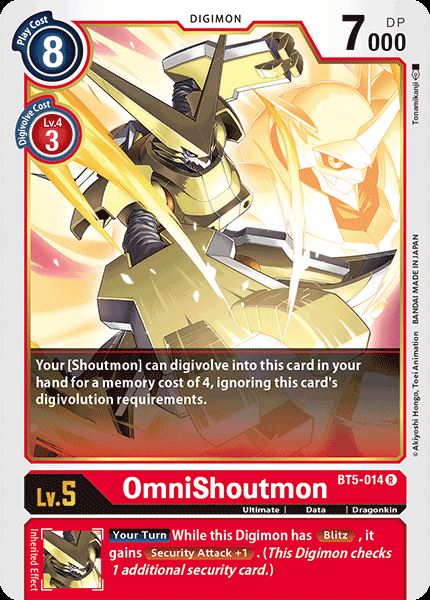 Play Cost
8
DIGIMON
7000
DP
Digivolve Cost
Lv.4
3
Tonamikanji
Your [Shoutmon] can digivolve into this card in your
hand for a memory cost of 4, ignoring this card's
digivolution requirements.
© Akiyoshi Hongo, Toei Animation BANDAI MADE IN JAPAN
BT5-014 R
Lv.5
OmniShoutmon
Ultimate | Data | Dragonkin
Inherited Effect
Your Turn While this Digimon has Blitz, it
gains Security Attack +1. (This Digimon checks
1 additional security card.)